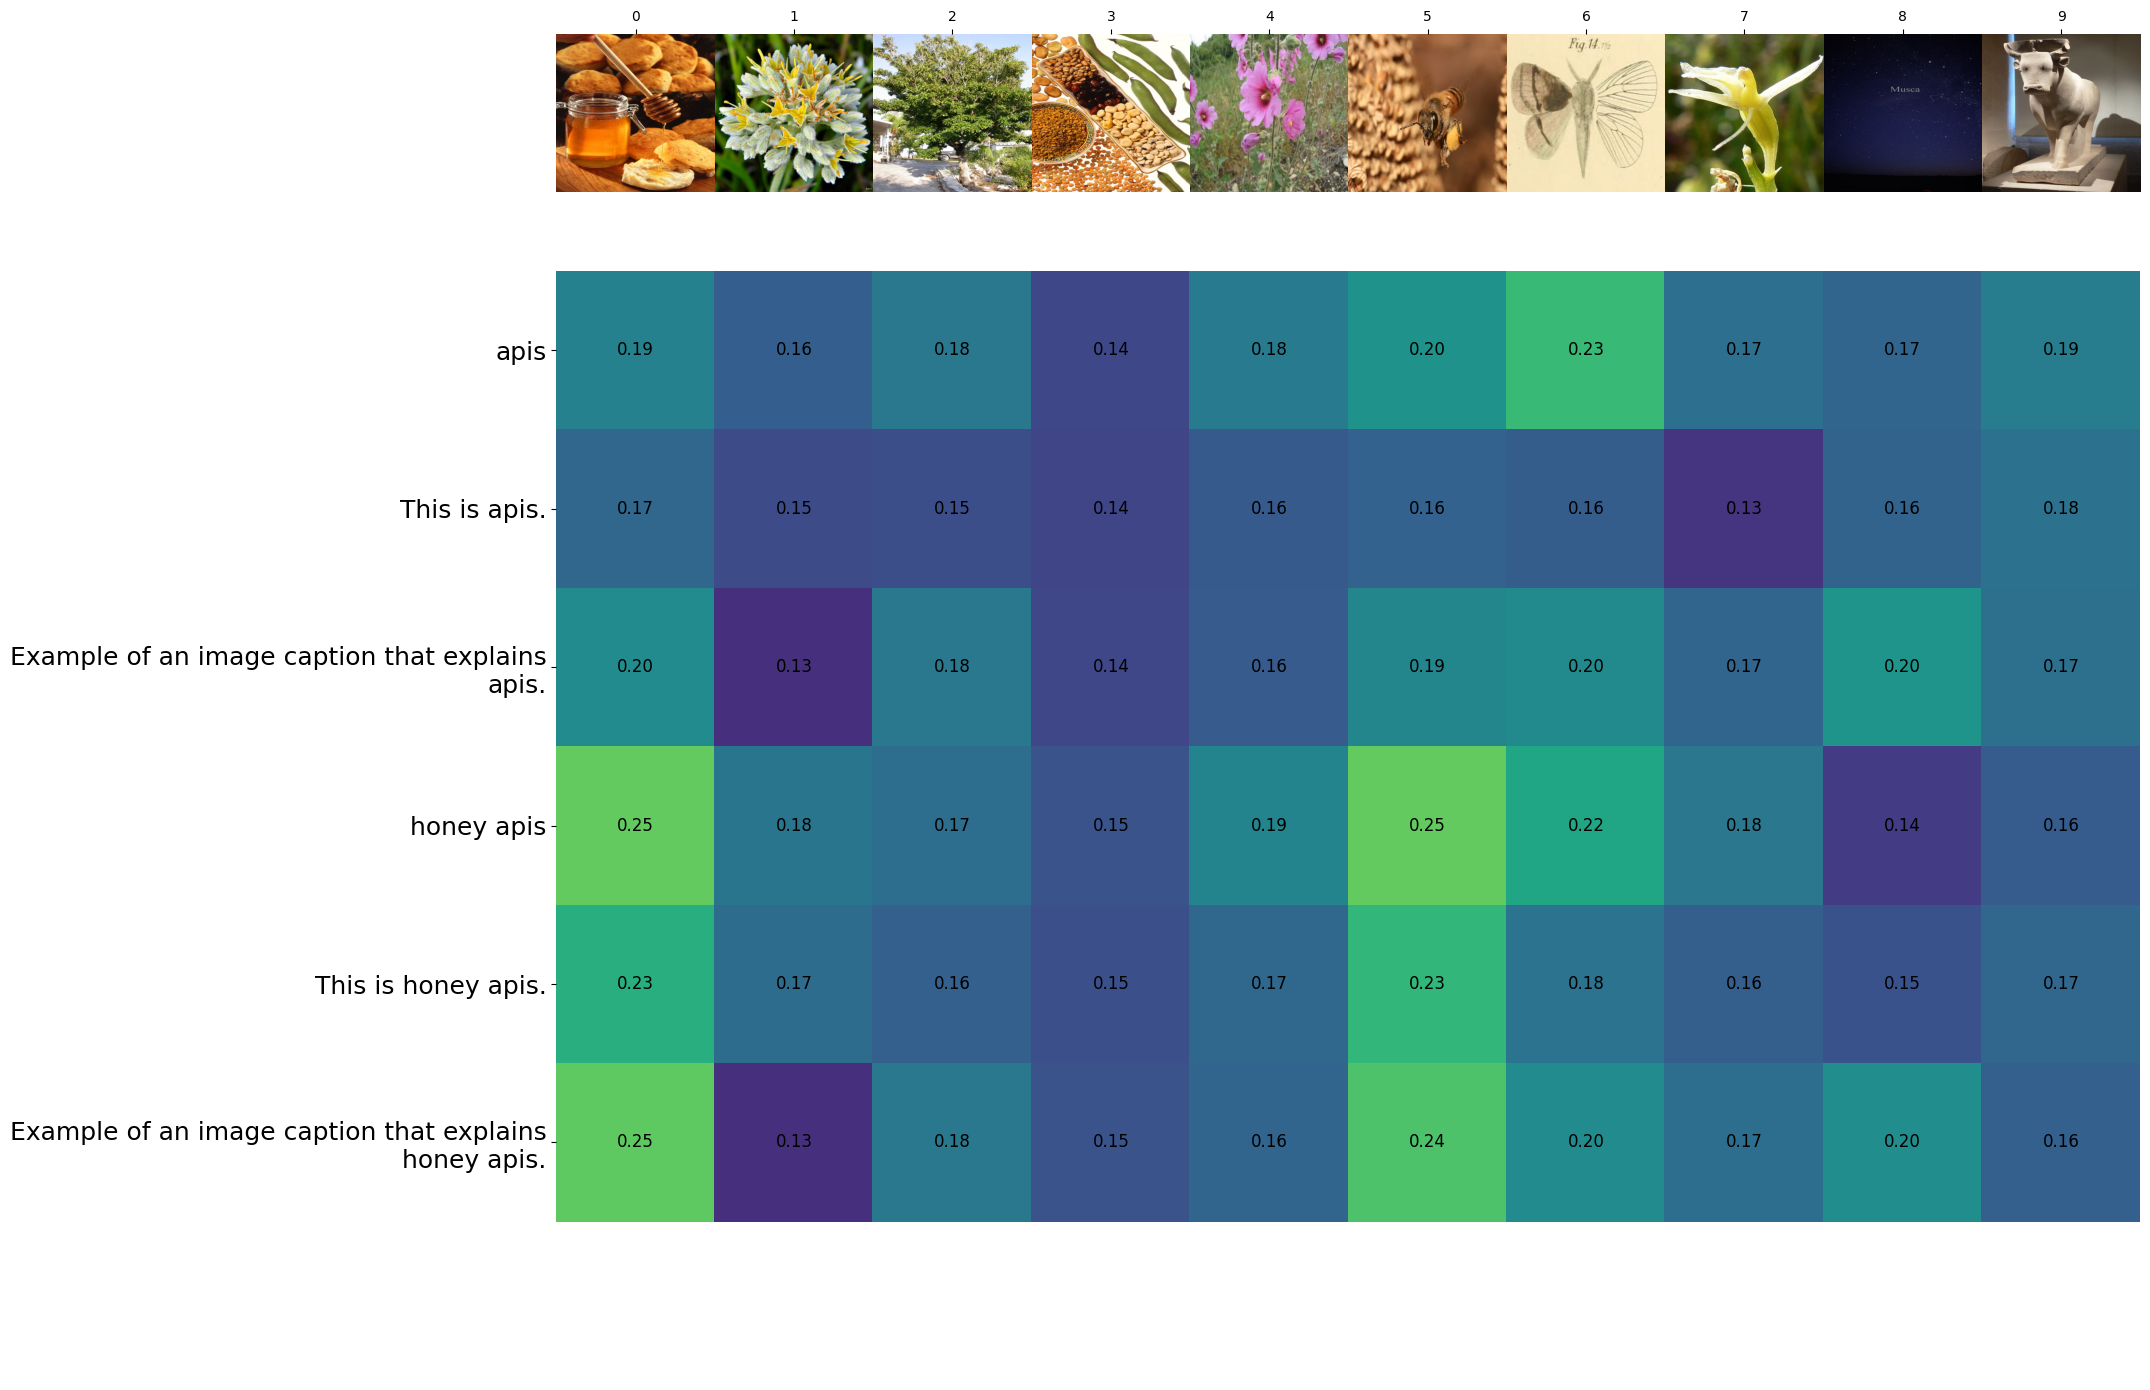 0 1 2 3 4 5 6 7 8 9
Fig 14. ½
Musca
apis 0.19 0.16 0.18 0.14 0.18 0.20 0.23 0.17 0.17 0.19
This is apis. 0.17 0.15 0.15 0.14 0.16 0.16 0.16 0.13 0.16 0.18
Example of an image caption that explains
apis. 0.20 0.13 0.18 0.14 0.16 0.19 0.20 0.17 0.20 0.17
honey apis 0.25 0.18 0.17 0.15 0.19 0.25 0.22 0.18 0.14 0.16
This is honey apis. 0.23 0.17 0.16 0.15 0.17 0.23 0.18 0.16 0.15 0.17
Example of an image caption that explains
honey apis. 0.25 0.13 0.18 0.15 0.16 0.24 0.20 0.17 0.20 0.16